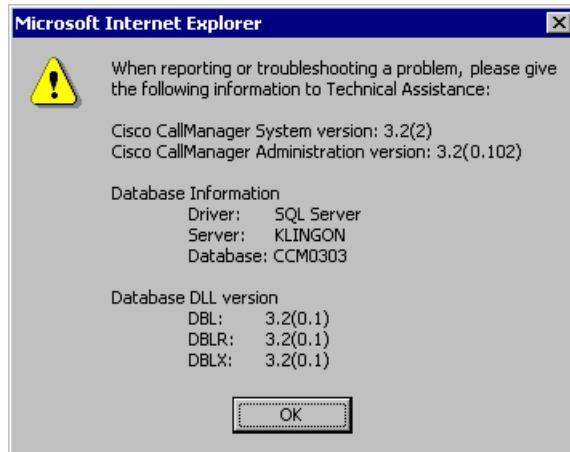 Microsoft Internet Explorer
When reporting or troubleshooting a problem, please give
the following information to Technical Assistance:
Cisco CallManager System version: 3.2(2)
Cisco CallManager Administration version: 3.2(0.102)
Database Information
Driver: SQL Server
Server: KLINGON
Database: CCM0303
Database DLL version
DBL: 3.2(0.1)
DBLR: 3.2(0.1)
DBLX: 3.2(0.1)
OK